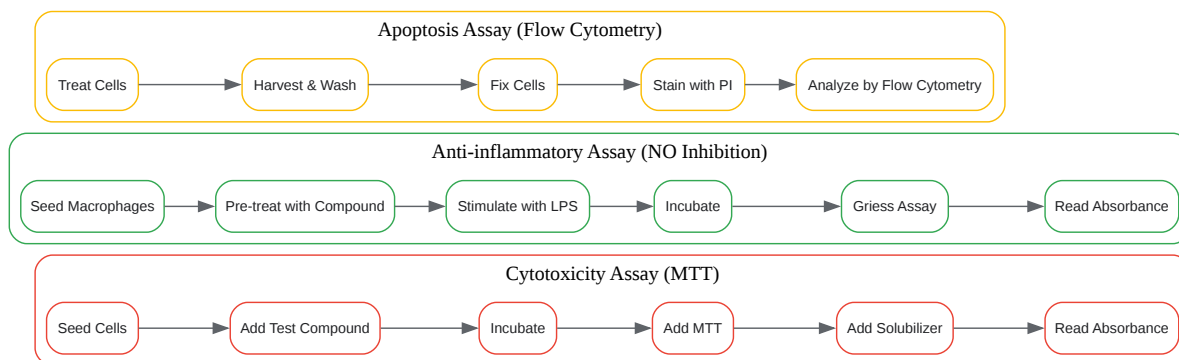 Apoptosis Assay (Flow Cytometry)
Treat Cells
Harvest & Wash
Fix Cells
Stain with PI
Analyze by Flow Cytometry
Anti-inflammatory Assay (NO Inhibition)
Seed Macrophages
Pre-treat with Compound
Stimulate with LPS
Incubate
Griess Assay
Read Absorbance
Cytotoxicity Assay (MTT)
Seed Cells
Add Test Compound
Incubate
Add MTT
Add Solubilizer
Read Absorbance